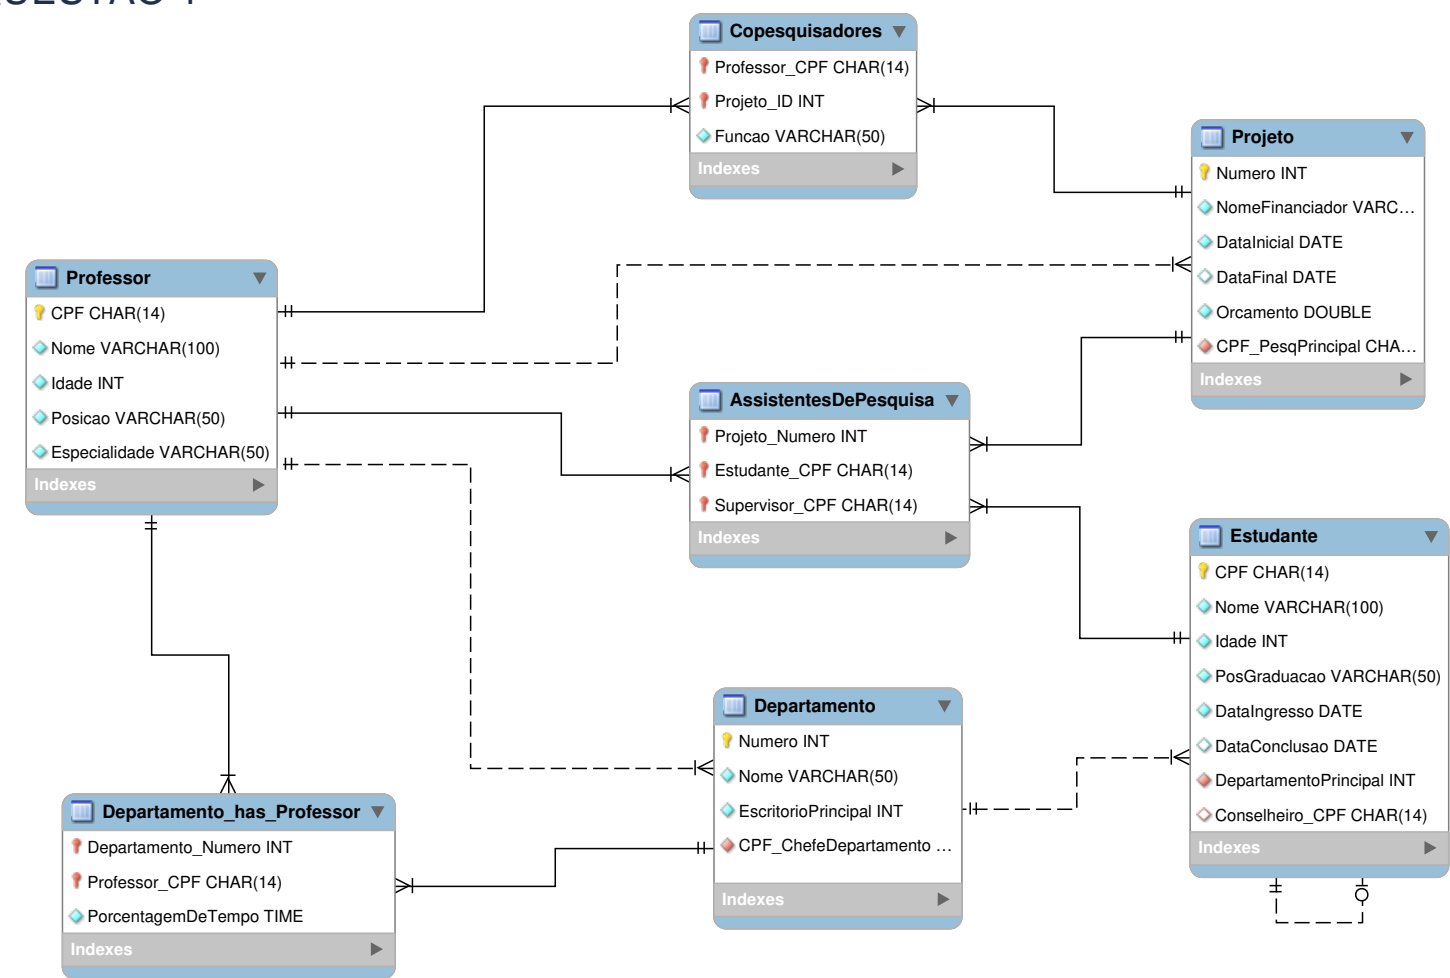 Copesquisadores
Professor_CPF CHAR(14)
Projeto_ID INT
Funcao VARCHAR(50)
Indexes
Projeto
Numero INT
NomeFinanciador VARC...
DataInicial DATE
DataFinal DATE
Orcamento DOUBLE
CPF_PesqPrincipal CHA...
Indexes
Professor
CPF CHAR(14)
Nome VARCHAR(100)
Idade INT
Posicao VARCHAR(50)
Especialidade VARCHAR(50)
Indexes
AssistentesDePesquisa
Projeto_Numero INT
Estudante_CPF CHAR(14)
Supervisor_CPF CHAR(14)
Indexes
Estudante
CPF CHAR(14)
Nome VARCHAR(100)
Idade INT
PosGraduacao VARCHAR(50)
DataIngresso DATE
DataConclusao DATE
DepartamentoPrincipal INT
Conselheiro_CPF CHAR(14)
Indexes
Departamento
Numero INT
Nome VARCHAR(50)
EscritorioPrincipal INT
CPF_ChefeDepartamento ...
Indexes
Departamento_has_Professor
Departamento_Numero INT
Professor_CPF CHAR(14)
PorcentagemDeTempo TIME
Indexes